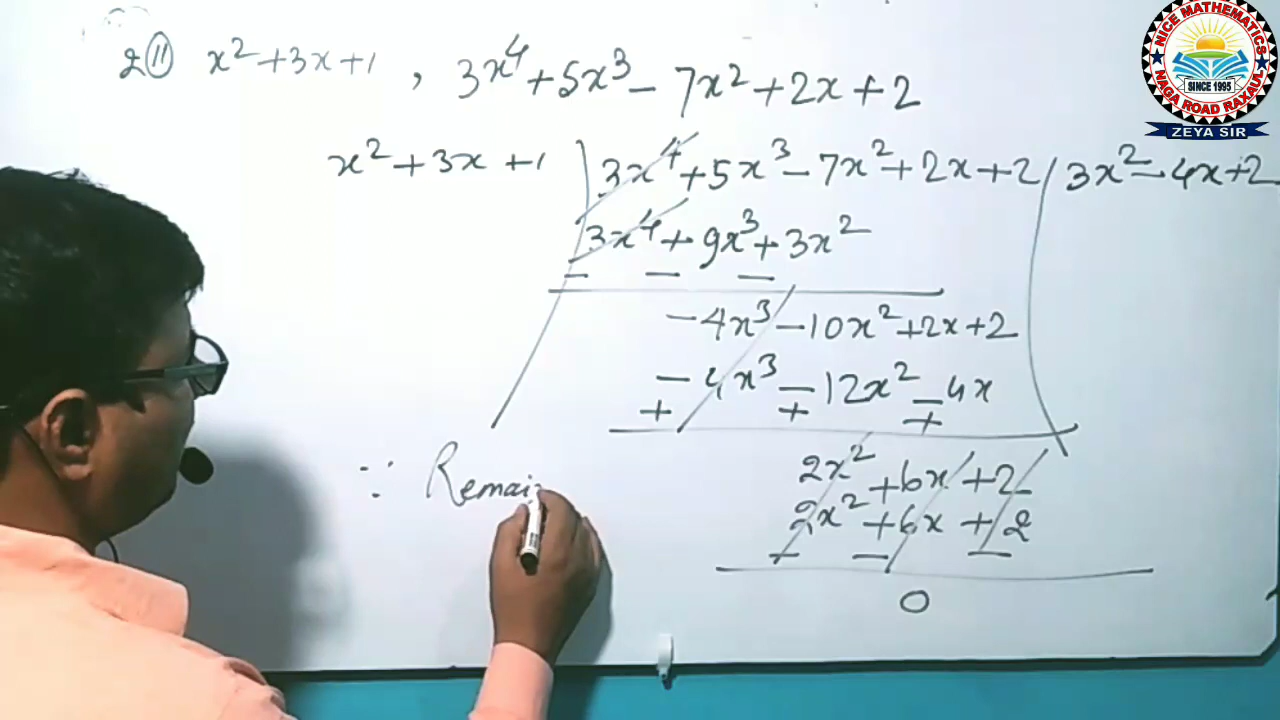 2 (11) x² + 3x + 1 , 3x⁴ + 5x³ - 7x² + 2x + 2
x² + 3x + 1 ) 3x⁴ + 5x³ - 7x² + 2x + 2 ( 3x² - 4x + 2
3x⁴ + 9x³ + 3x²
- - -
- 4x³ - 10x² + 2x + 2
- 4x³ - 12x² - 4x
+ + +
2x² + 6x + 2
2x² + 6x + 2
- - -
0
∵ Remai
NICE MATHEMATICS
SINCE 1995
NAGA ROAD RAXAUL
ZEYA SIR